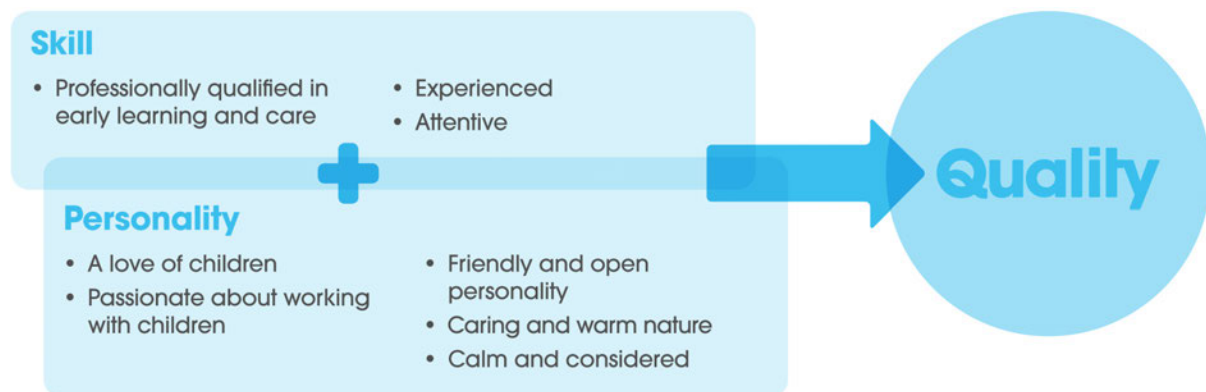 Skill
• Professionally qualified in
early learning and care
• Experienced
• Attentive
Personality
• A love of children
• Passionate about working
with children
• Friendly and open
personality
• Caring and warm nature
• Calm and considered
Quality